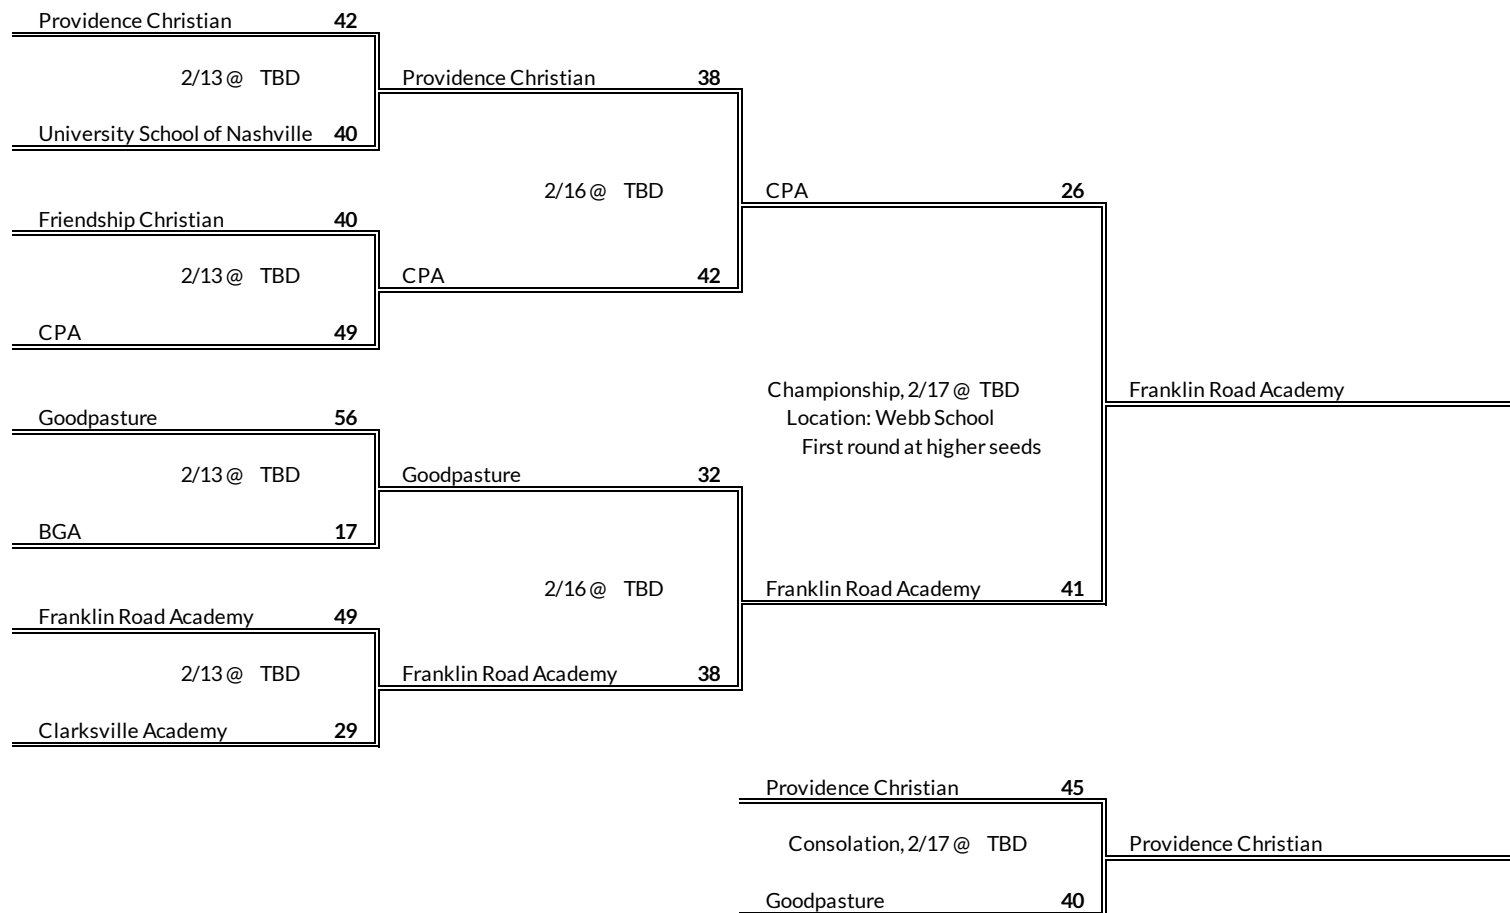 Providence Christian 42
2/13 @ TBD
Providence Christian 38
University School of Nashville 40
2/16 @ TBD
CPA 26
Friendship Christian 40
2/13 @ TBD
CPA 42
CPA 49
Championship, 2/17 @ TBD
Franklin Road Academy
Goodpasture 56
Location: Webb School
First round at higher seeds
2/13 @ TBD
Goodpasture 32
BGA 17
2/16 @ TBD
Franklin Road Academy 41
Franklin Road Academy 49
2/13 @ TBD
Franklin Road Academy 38
Clarksville Academy 29
Providence Christian 45
Consolation, 2/17 @ TBD
Providence Christian
Goodpasture 40